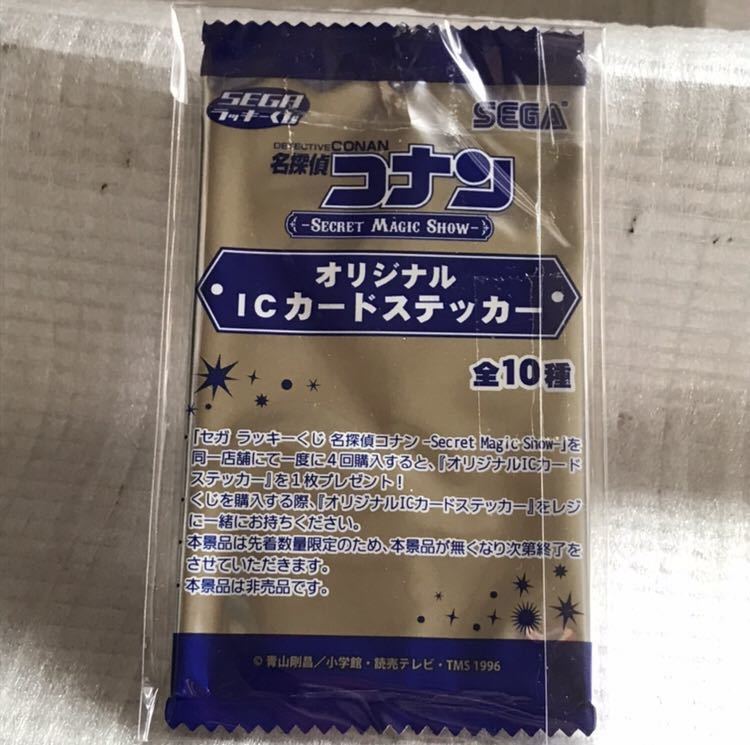 SEGA
ラッキーくじ
SEGA
DETECTIVE CONAN
名探偵
コナン
-SECRET MAGIC SHOW-
オリジナル
ICカードステッカー
全10種
『セガ ラッキーくじ 名探偵コナン -Secret Magic Show-』を
同一店舗にて一度に4回購入すると、『オリジナルICカード
ステッカー』を1枚プレゼント!
くじを購入する際、『オリジナルICカードステッカー』をレジ
に一緒にお持ちください。
本景品は先着数量限定のため、本景品が無くなり次第終了を
させていただきます。
本景品は非売品です。
© 青山剛昌/小学館・読売テレビ・TMS 1996